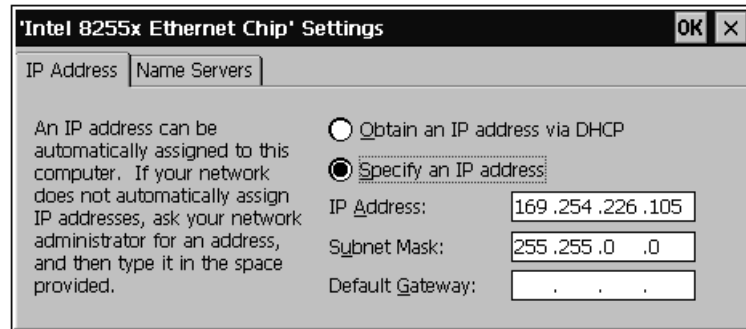 'Intel 8255x Ethernet Chip' Settings OK ×
IP Address Name Servers
An IP address can be
automatically assigned to this
computer. If your network
does not automatically assign
IP addresses, ask your network
administrator for an address,
and then type it in the space
provided.
Obtain an IP address via DHCP
Specify an IP address
IP Address: 169 .254 .226 .105
Subnet Mask: 255 .255 .0 .0
Default Gateway: . . .